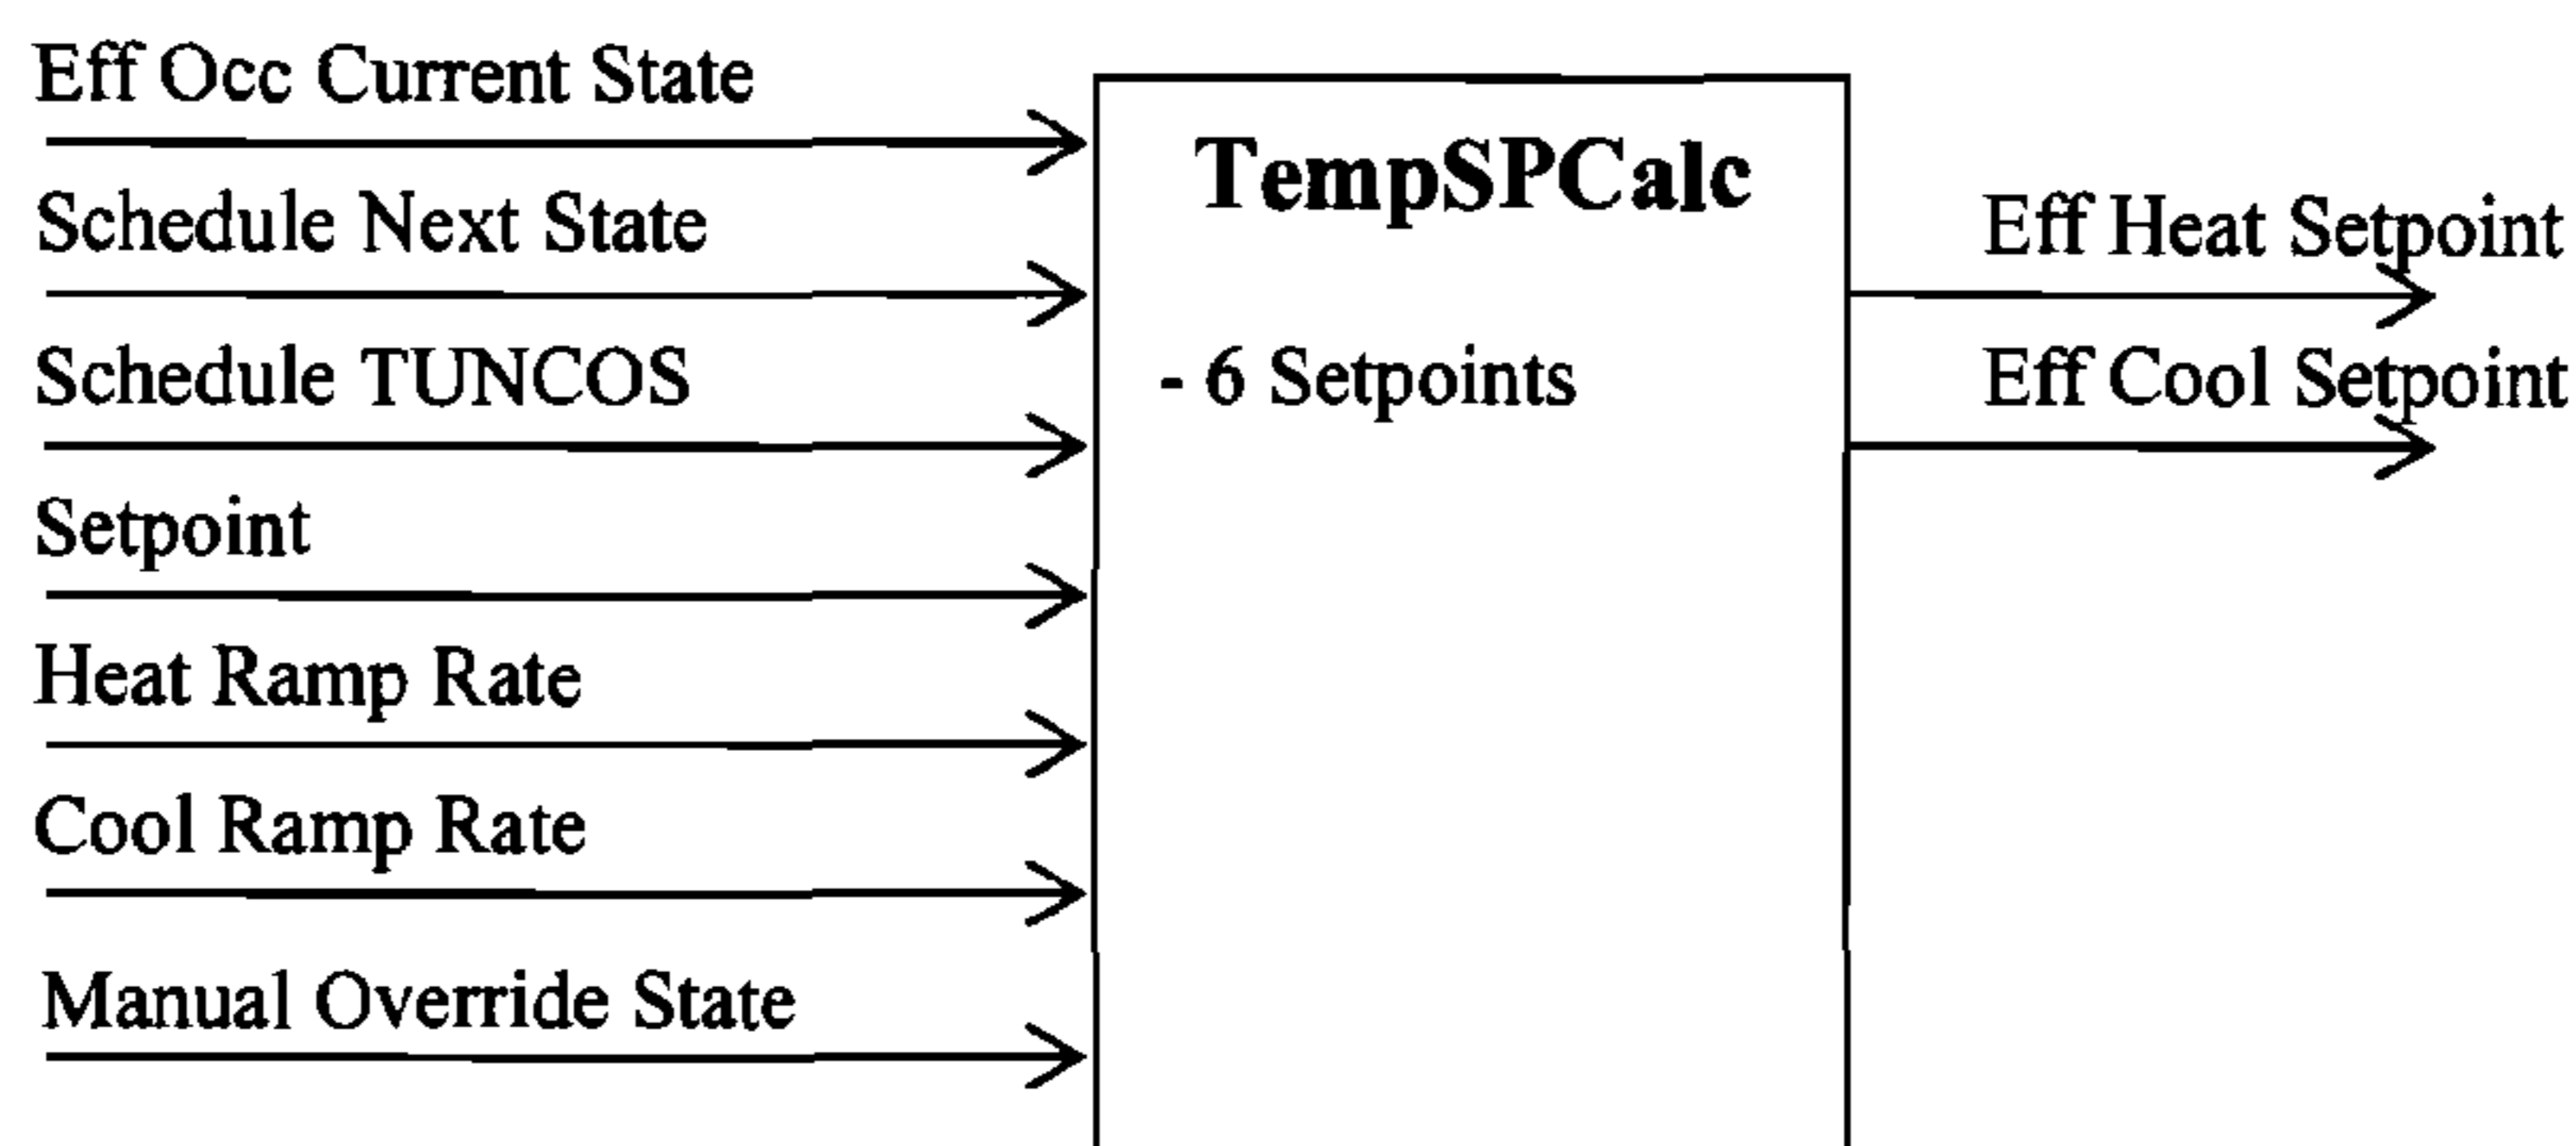 Eff Occ Current State
Schedule Next State
Schedule TUNCOS
Setpoint
Heat Ramp Rate
Cool Ramp Rate
Manual Override State
TempSPCalc
- 6 Setpoints
Eff Heat Setpoint
Eff Cool Setpoint